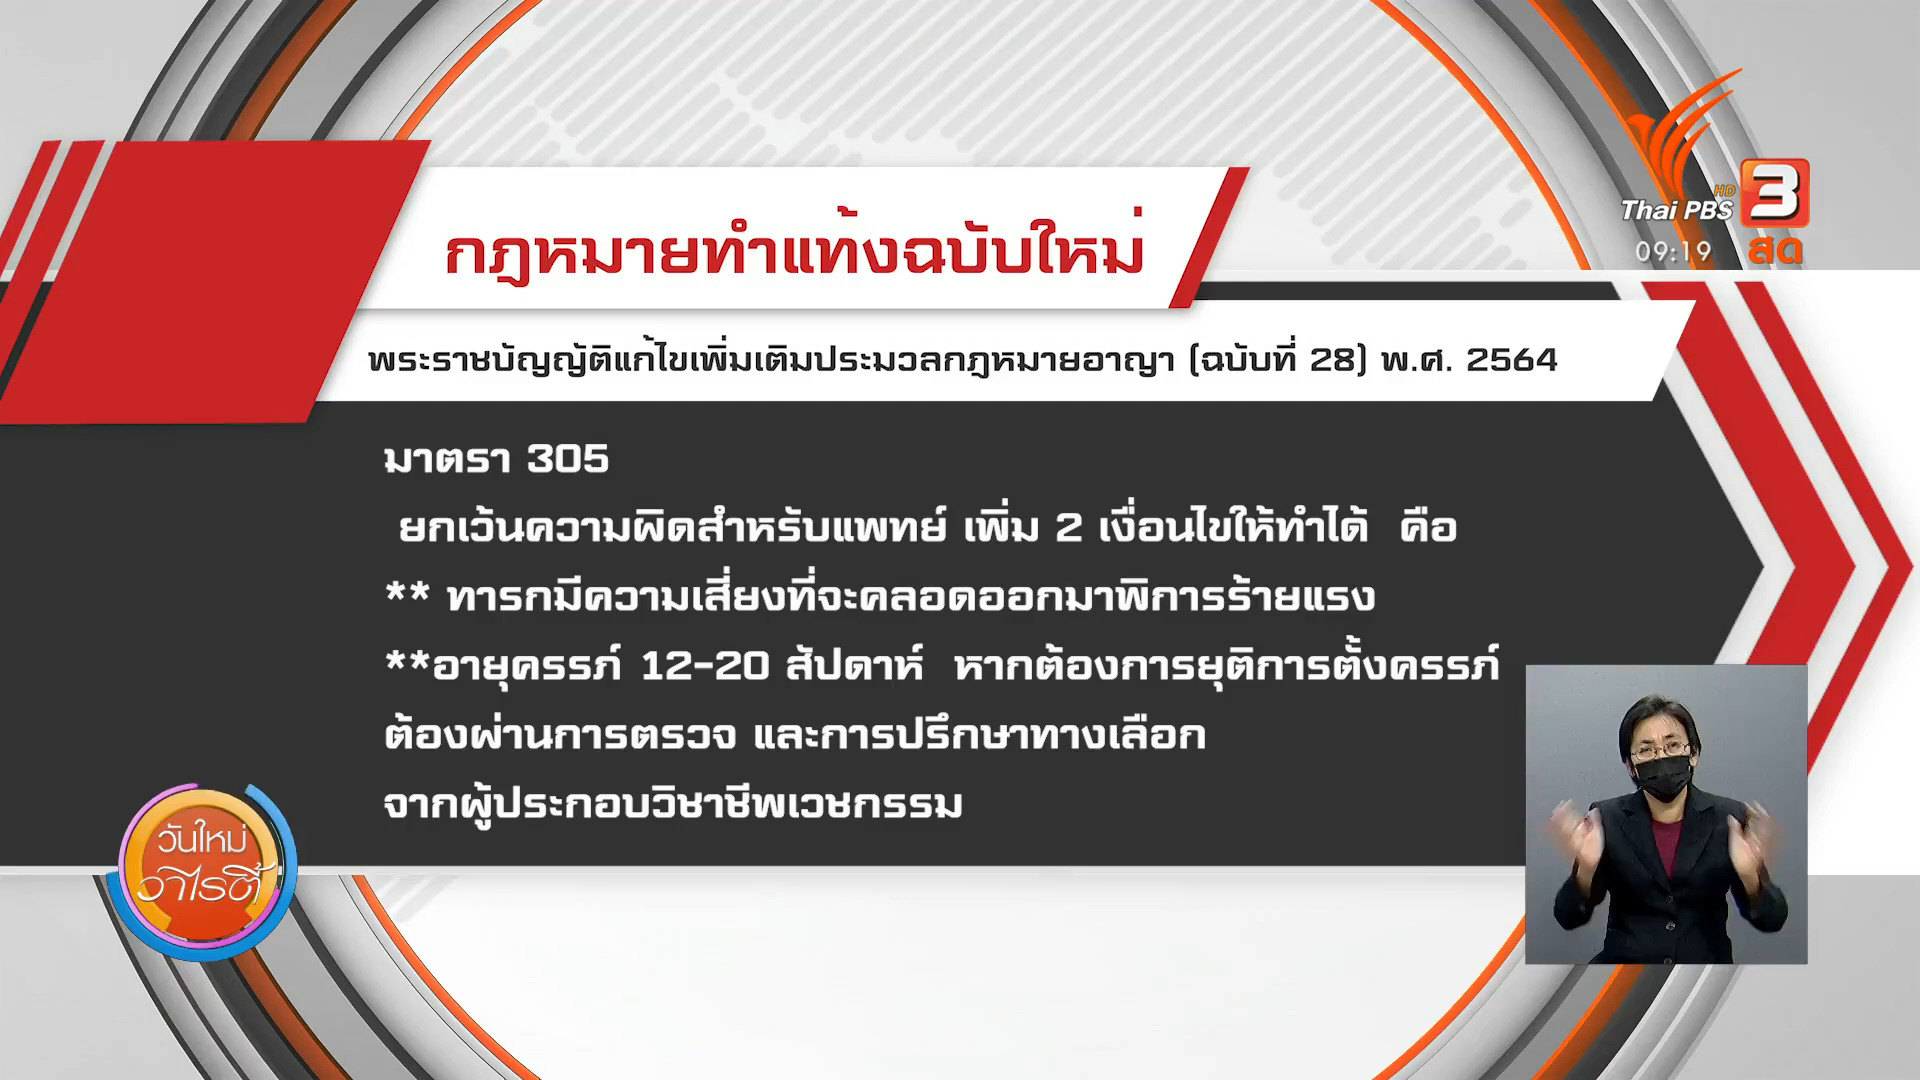 กฎหมายทำแท้งฉบับใหม่
HD
Thai PBS 3
09:19 สด
พระราชบัญญัติแก้ไขเพิ่มเติมประมวลกฎหมายอาญา (ฉบับที่ 28) พ.ศ. 2564
มาตรา 305
ยกเว้นความผิดสำหรับแพทย์ เพิ่ม 2 เงื่อนไขให้ทำได้ คือ
** ทารกมีความเสี่ยงที่จะคลอดออกมาพิการร้ายแรง
**อายุครรภ์ 12-20 สัปดาห์ หากต้องการยุติการตั้งครรภ์
ต้องผ่านการตรวจ และการปรึกษาทางเลือก
จากผู้ประกอบวิชาชีพเวชกรรม
วันใหม่
วาไรตี้